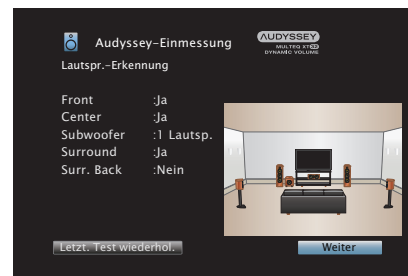 Audyssey-Einmessung
AUDYSSEY
MULTEQ XT32
DYNAMIC VOLUME
Lautspr.-Erkennung
Front :Ja
Center :Ja
Subwoofer :1 Lautsp.
Surround :Ja
Surr. Back :Nein
Letzt. Test wiederhol.
Weiter